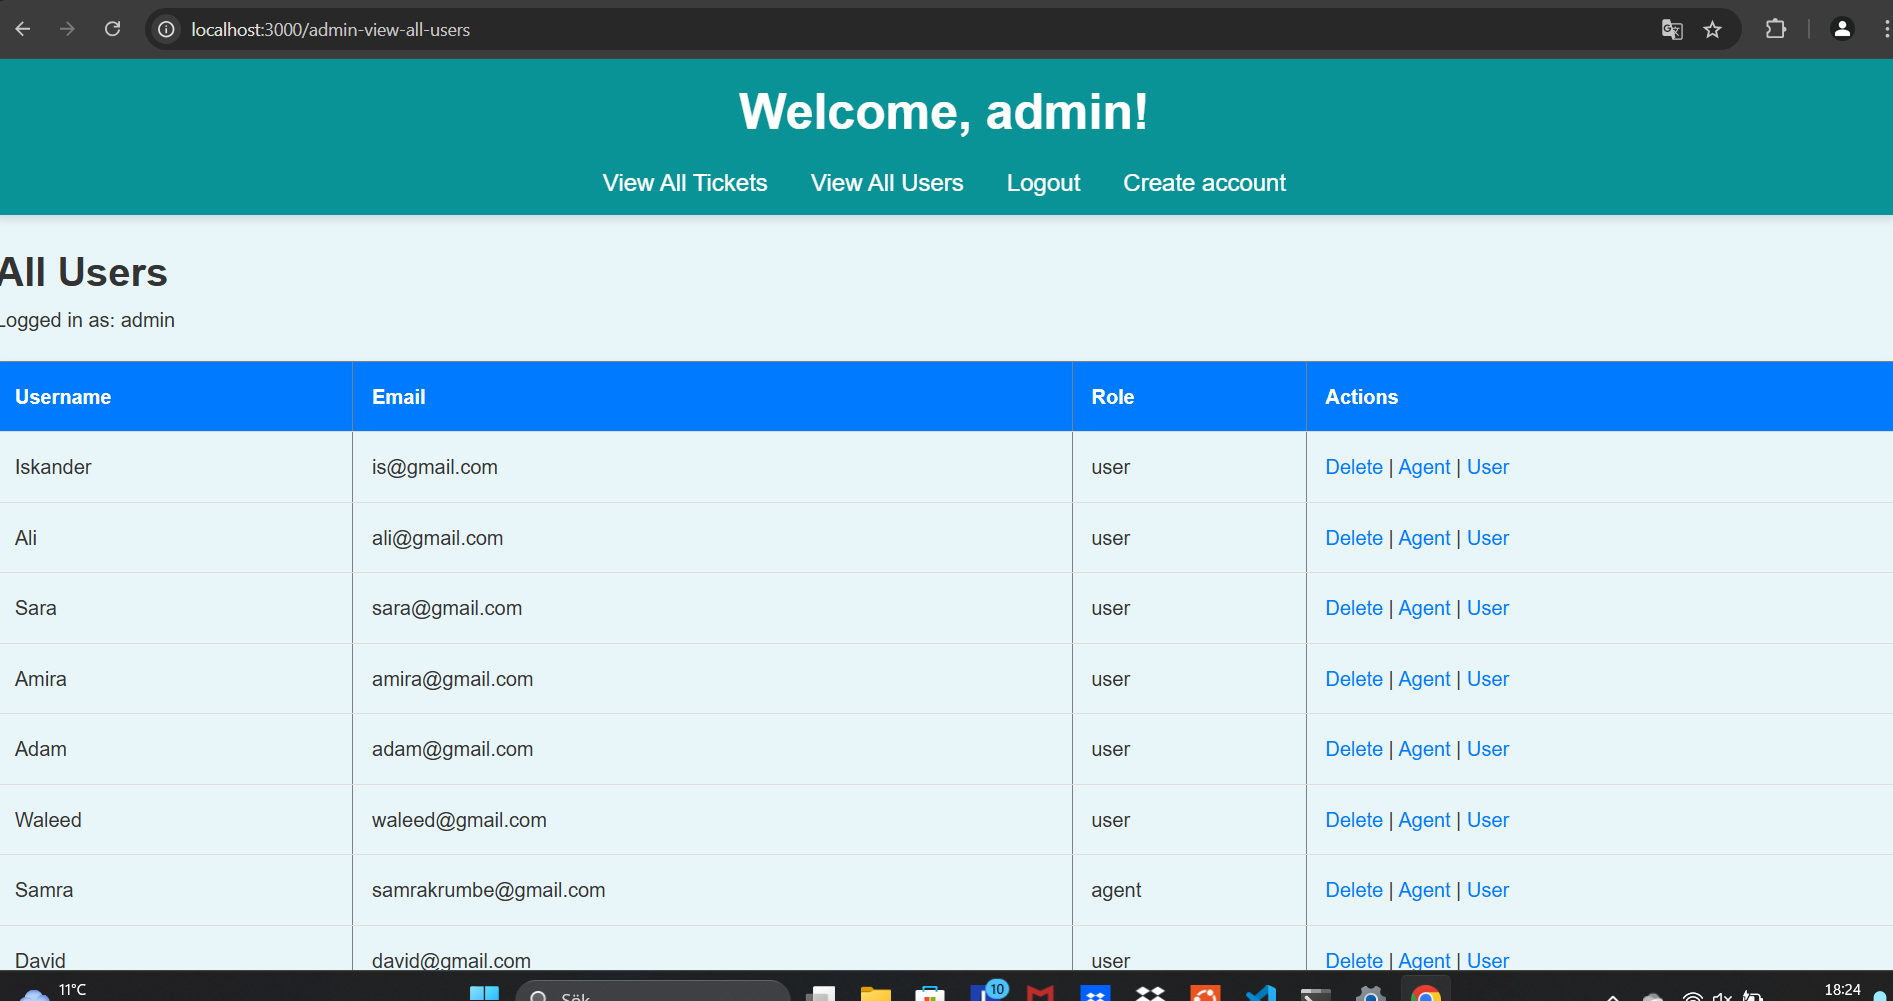 localhost:3000/admin-view-all-users
Welcome, admin!
View All Tickets View All Users Logout Create account
All Users
Logged in as: admin
Username Email Role Actions
Iskander is@gmail.com user Delete | Agent | User
Ali ali@gmail.com user Delete | Agent | User
Sara sara@gmail.com user Delete | Agent | User
Amira amira@gmail.com user Delete | Agent | User
Adam adam@gmail.com user Delete | Agent | User
Waleed waleed@gmail.com user Delete | Agent | User
Samra samrakrumbe@gmail.com agent Delete | Agent | User
David david@gmail.com user Delete | Agent | User
11°C Sök 10 18:24